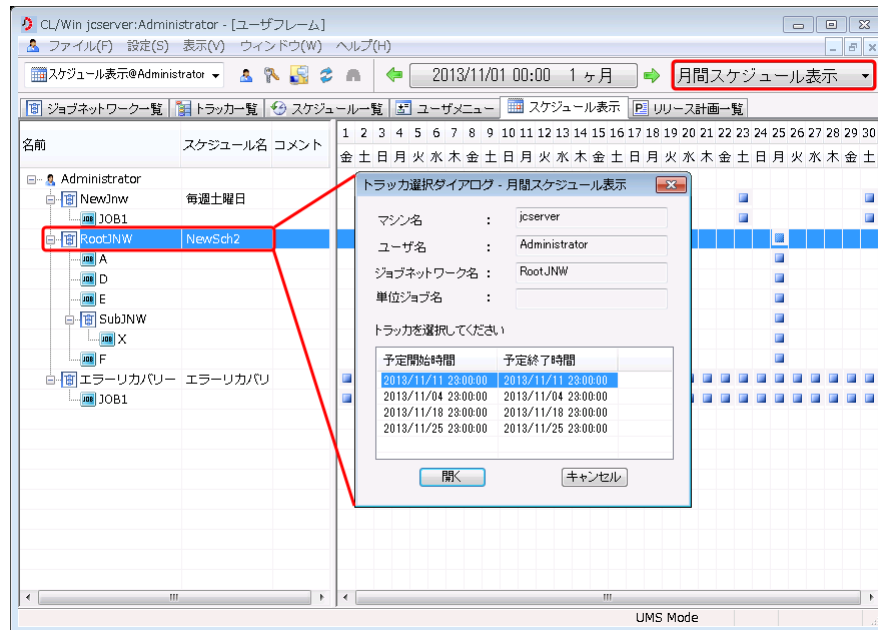 CL/Win jcserver:Administrator - [ユーザフレーム]
ファイル(F) 設定(S) 表示(V) ウィンドウ(W) ヘルプ(H)
スケジュール表示@Administrator 2013/11/01 00:00 1 ヶ月 月間スケジュール表示
ジョブネットワーク一覧 トラッカ一覧 スケジュール一覧 ユーザメニュー スケジュール表示 リリース計画一覧
名前 スケジュール名 コメント
1 2 3 4 5 6 7 8 9 10 11 12 13 14 15 16 17 18 19 20 21 22 23 24 25 26 27 28 29 30
金 土 日 月 火 水 木 金 土 日 月 火 水 木 金 土 日 月 火 水 木 金 土 日 月 火 水 木 金 土
Administrator
NewJnw 毎週土曜日
JOB1
RootJNW NewSch2
A
D
E
SubJNW
X
F
エラーリカバリー エラーリカバリ
JOB1
トラッカ選択ダイアログ - 月間スケジュール表示
マシン名 : jcserver
ユーザ名 : Administrator
ジョブネットワーク名 : RootJNW
単位ジョブ名 :
トラッカを選択してください
予定開始時間 予定終了時間
2013/11/11 23:00:00 2013/11/11 23:00:00
2013/11/04 23:00:00 2013/11/04 23:00:00
2013/11/18 23:00:00 2013/11/18 23:00:00
2013/11/25 23:00:00 2013/11/25 23:00:00
開く キャンセル
UMS Mode